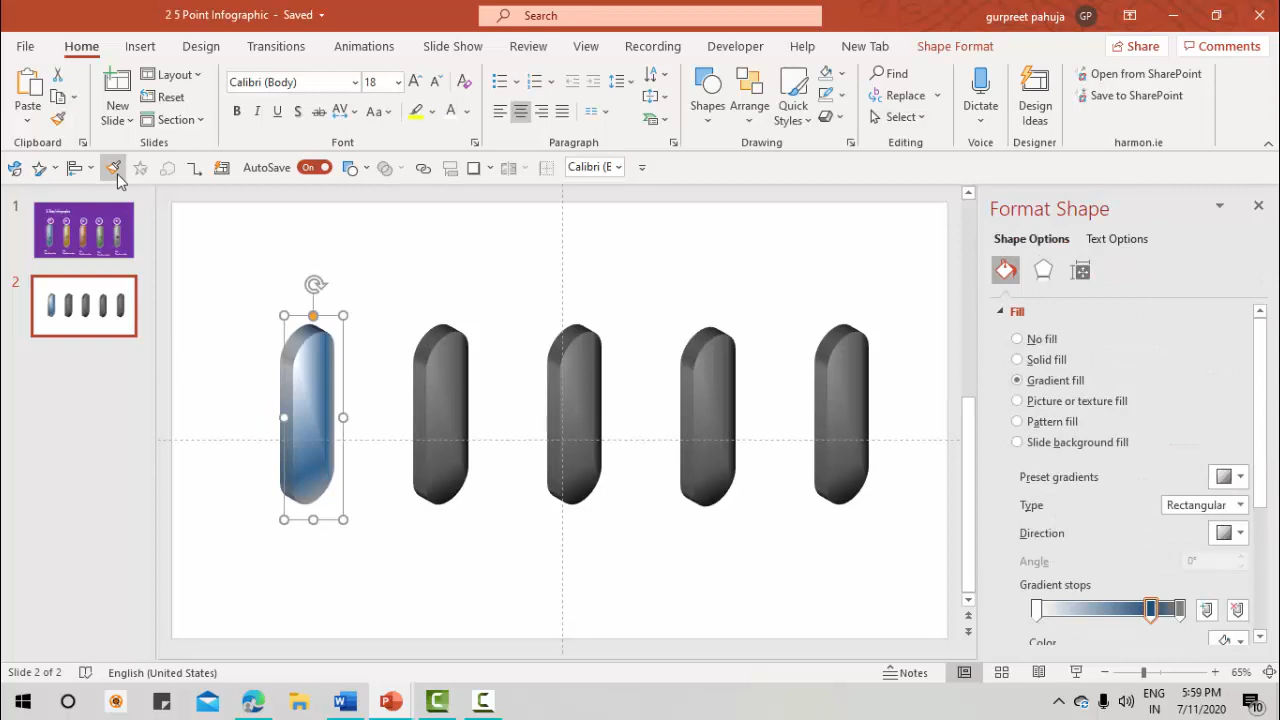 2 5 Point Infographic - Saved
Search
gurpreet pahuja
GP
File
Home
Insert
Design
Transitions
Animations
Slide Show
Review
View
Recording
Developer
Help
New Tab
Shape Format
Share
Comments
Paste
New Slide
Layout
Reset
Section
Calibri (Body)
18
Shapes
Arrange
Quick Styles
Find
Replace
Select
Dictate
Design Ideas
Open from SharePoint
Save to SharePoint
Clipboard
Slides
Font
Paragraph
Drawing
Editing
Voice
Designer
harmon.ie
AutoSave
On
Calibri (E
1
2
Format Shape
Shape Options
Text Options
Fill
No fill
Solid fill
Gradient fill
Picture or texture fill
Pattern fill
Slide background fill
Preset gradients
Type
Rectangular
Direction
Angle
0°
Gradient stops
Color
Slide 2 of 2
English (United States)
Notes
65%
ENG
IN
5:59 PM
7/11/2020
10